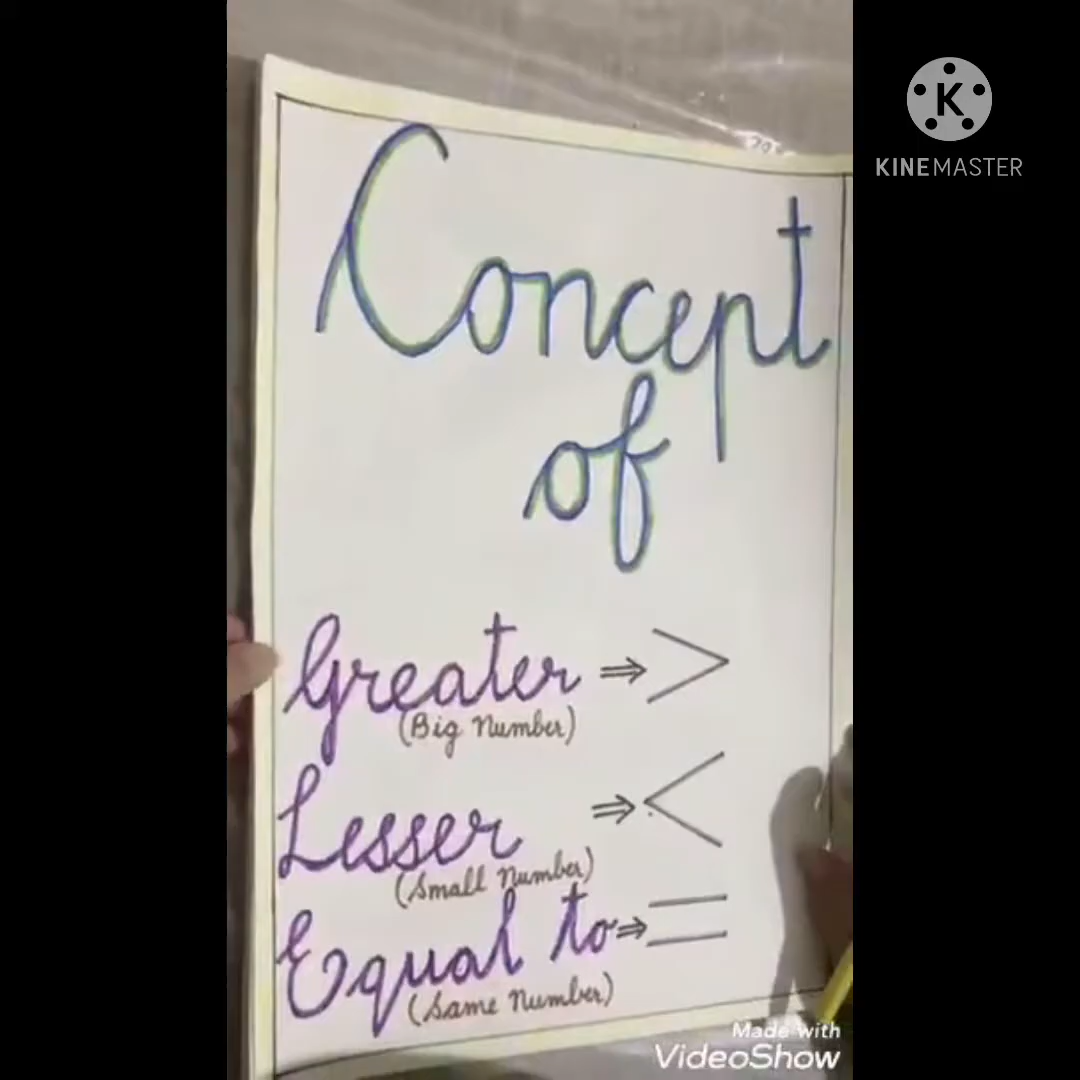 Concept
of
Greater ⇒ >
(Big Number)
Lesser ⇒ <
(Small Number)
Equal to ⇒ =
(Same Number)
K
KINEMASTER
Made with
VideoShow